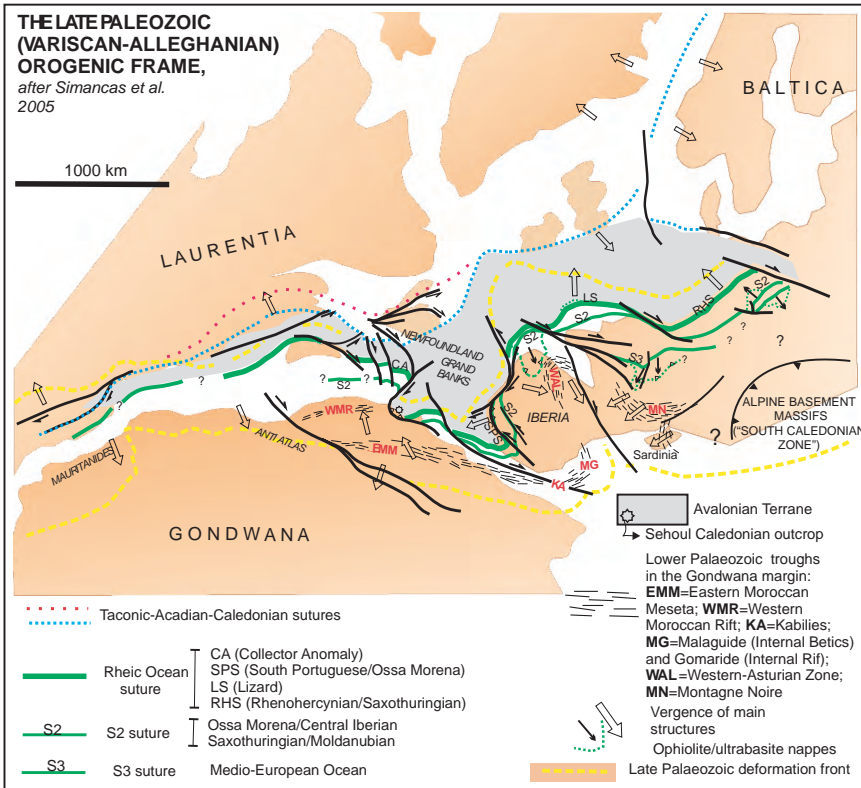 THE LATE PALEOZOIC
(VARISCAN-ALLEGHANIAN)
OROGENIC FRAME,
after Simancas et al.
2005
1000 km
BALTICA
LAURENTIA
NEWFOUNDLAND
GRAND
BANKS
CA
S2
? ? ? ?
LS
S2
S2
RHS
S2
S3
? ? ? ?
?
WAL
IBERIA
S2
SPS
MN
Sardinia
?
ALPINE BASEMENT
MASSIFS
("SOUTH CALEDONIAN
ZONE")
WMR
EMM
MG
KA
MAURITANIDES
ANTI ATLAS
GONDWANA
Avalonian Terrane
Sehoul Caledonian outcrop
Lower Palaeozoic troughs
in the Gondwana margin:
EMM=Eastern Moroccan
Meseta; WMR=Western
Moroccan Rift; KA=Kabilies;
MG=Malaguide (Internal Betics)
and Gomaride (Internal Rif);
WAL=Western-Asturian Zone;
MN=Montagne Noire
Vergence of main
structures
Ophiolite/ultrabasite nappes
Late Palaeozoic deformation front
Taconic-Acadian-Caledonian sutures
Rheic Ocean
suture
CA (Collector Anomaly)
SPS (South Portuguese/Ossa Morena)
LS (Lizard)
RHS (Rhenohercynian/Saxothuringian)
S2
S2 suture
Ossa Morena/Central Iberian
Saxothuringian/Moldanubian
S3
S3 suture
Medio-European Ocean